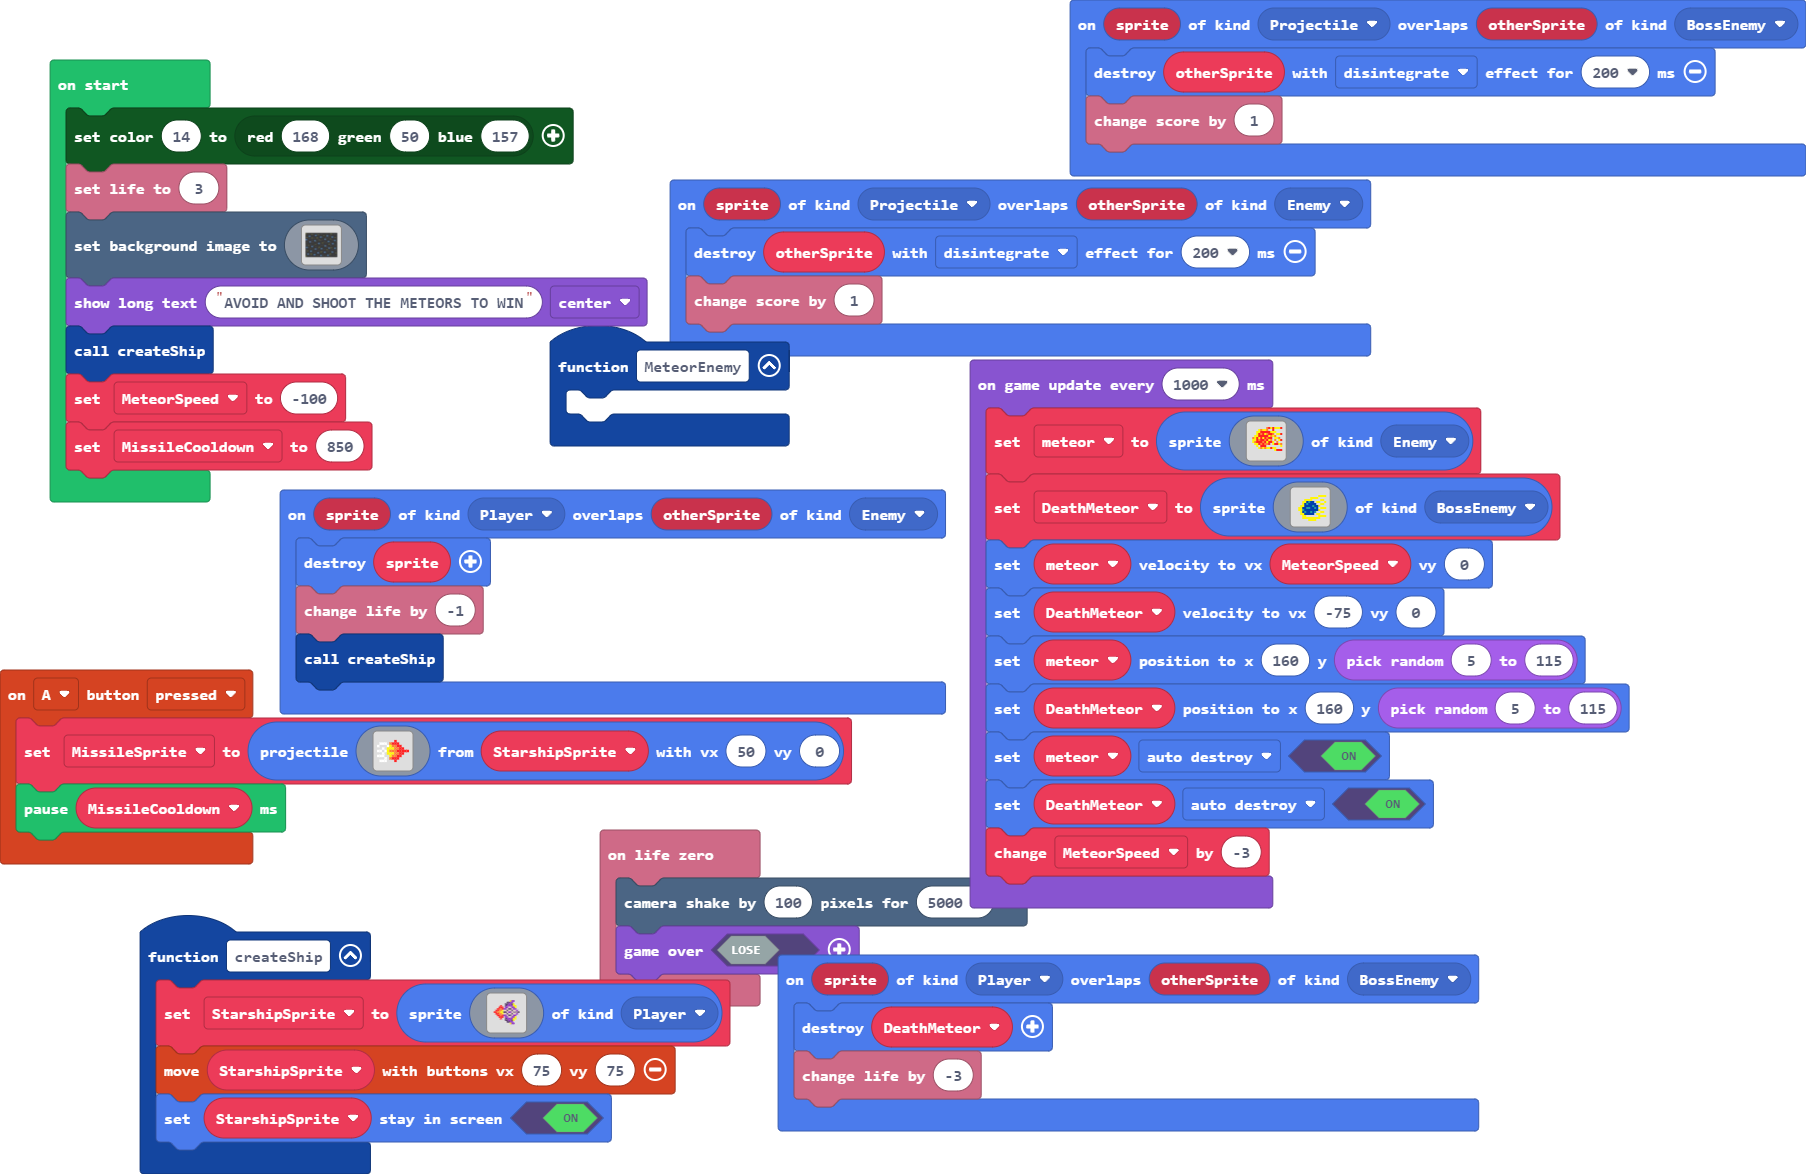 on start
set color 14 to red 168 green 50 blue 157
set life to 3
set background image to
show long text "AVOID AND SHOOT THE METEORS TO WIN" center
call createShip
set MeteorSpeed to -100
set MissileCooldown to 850
on sprite of kind Projectile overlaps otherSprite of kind BossEnemy
destroy otherSprite with disintegrate effect for 200 ms
change score by 1
on sprite of kind Projectile overlaps otherSprite of kind Enemy
destroy otherSprite with disintegrate effect for 200 ms
change score by 1
function MeteorEnemy
on game update every 1000 ms
set meteor to sprite of kind Enemy
set DeathMeteor to sprite of kind BossEnemy
set meteor velocity to vx MeteorSpeed vy 0
set DeathMeteor velocity to vx -75 vy 0
set meteor position to x 160 y pick random 5 to 115
set DeathMeteor position to x 160 y pick random 5 to 115
set meteor auto destroy ON
set DeathMeteor auto destroy ON
change MeteorSpeed by -3
on sprite of kind Player overlaps otherSprite of kind Enemy
destroy sprite
change life by -1
call createShip
on A button pressed
set MissileSprite to projectile from StarshipSprite with vx 50 vy 0
pause MissileCooldown ms
on life zero
camera shake by 100 pixels for 5000
game over LOSE
function createShip
set StarshipSprite to sprite of kind Player
move StarshipSprite with buttons vx 75 vy 75
set StarshipSprite stay in screen ON
on sprite of kind Player overlaps otherSprite of kind BossEnemy
destroy DeathMeteor
change life by -3